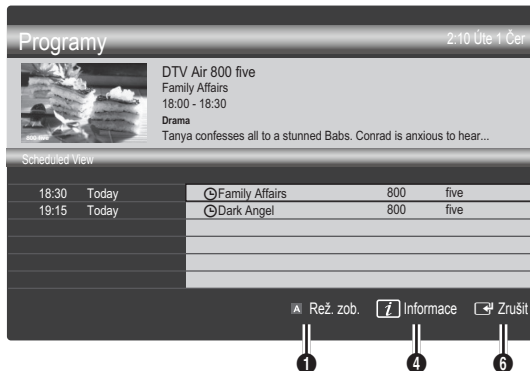 Programy 2:10 Úte 1 Čer
DTV Air 800 five
Family Affairs
18:00 - 18:30
Drama
Tanya confesses all to a stunned Babs. Conrad is anxious to hear...
Scheduled View
18:30 Today Family Affairs 800 five
19:15 Today Dark Angel 800 five
A Rež. zob. i Informace Zrušit
1 4 6